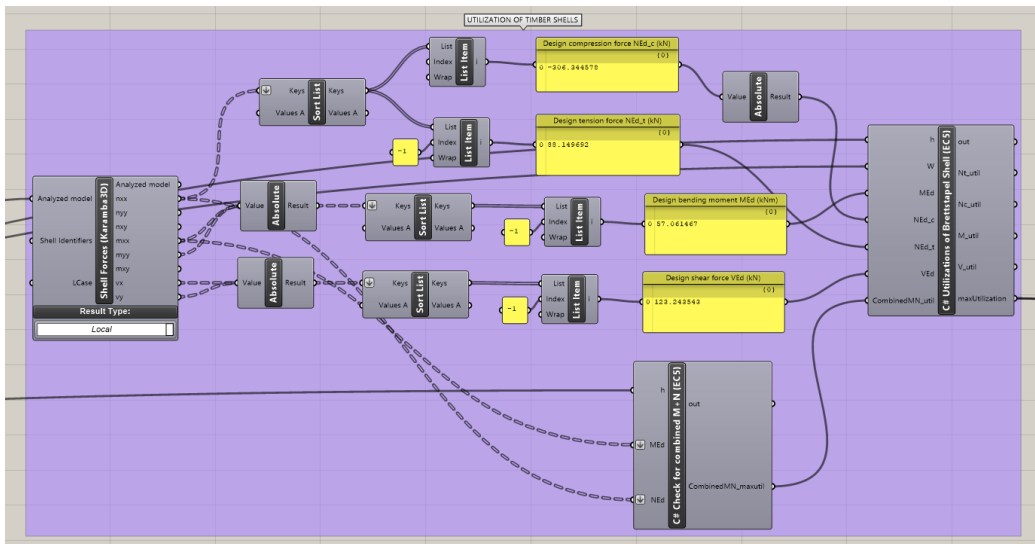 UTILIZATION OF TIMBER SHELLS
Design compression force NEd_c (kN)
{0}
0 -306.344578
List
Index
Wrap
List Item
i
Keys
Values A
Sort List
Keys
Values A
Value
Absolute
Result
Design tension force NEd_t (kN)
{0}
0 88.149692
-1
List
Index
Wrap
List Item
i
h
W
MEd
NEd_c
NEd_t
VEd
CombinedMN_util
C# Utilizations of Brettstapel Shell (EC5)
out
Nt_util
Nc_util
M_util
V_util
maxUtilization
Analyzed model
Shell Identifiers
LCase
Shell Forces (Karamba3D)
Analyzed model
nxx
nyy
nxy
mxx
myy
mxy
vx
vy
Result Type:
Local
Value
Absolute
Result
Keys
Values A
Sort List
Keys
Values A
-1
List
Index
Wrap
List Item
i
Design bending moment MEd (kNm)
{0}
0 57.061467
Value
Absolute
Result
Keys
Values A
Sort List
Keys
Values A
-1
List
Index
Wrap
List Item
i
Design shear force VEd (kN)
{0}
0 123.243543
h
MEd
NEd
C# Check for combined M+N (EC5)
out
CombinedMN_maxutil